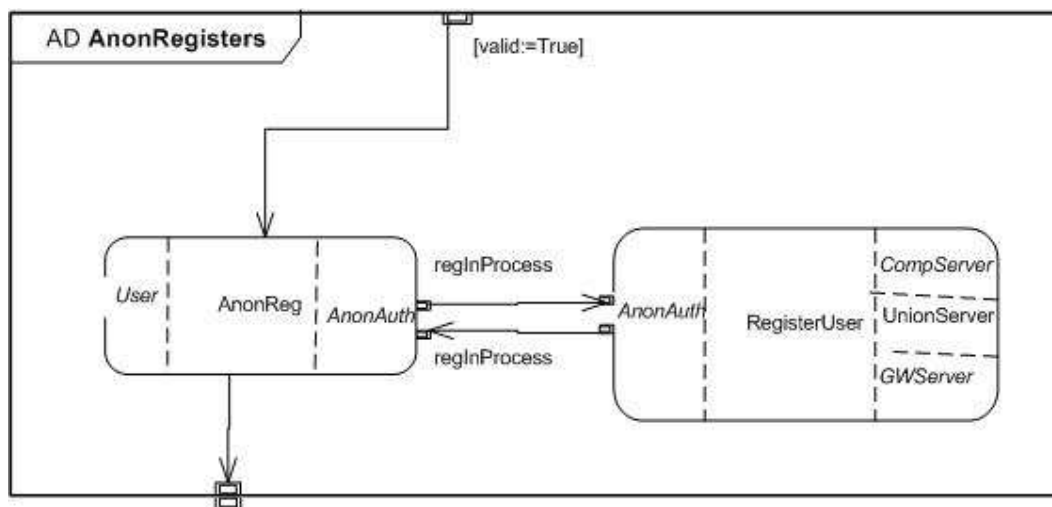 AD AnonRegisters
[valid:=True]
regInProcess
User
AnonReg
AnonAuth
regInProcess
AnonAuth
RegisterUser
CompServer
UnionServer
GWServer